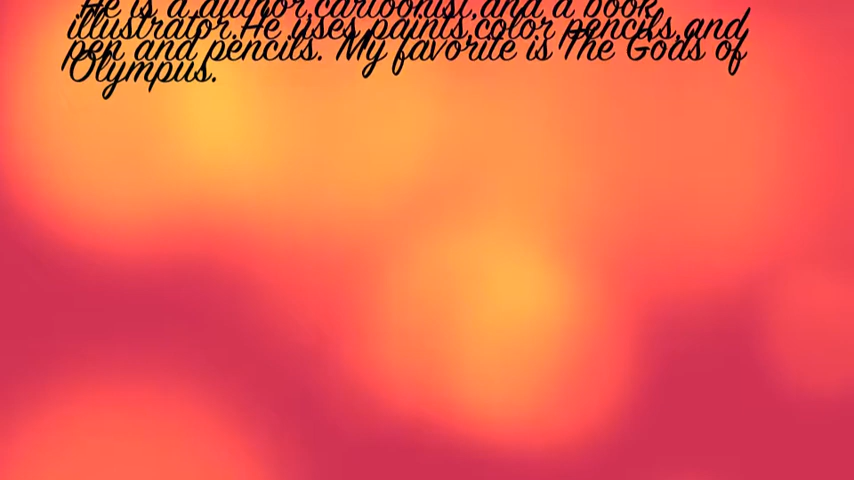 He is a author,cartoonist,and a book
illustrator.He uses paints,color pencils,and
pen and pencils. My favorite is The Gods of
Olympus.